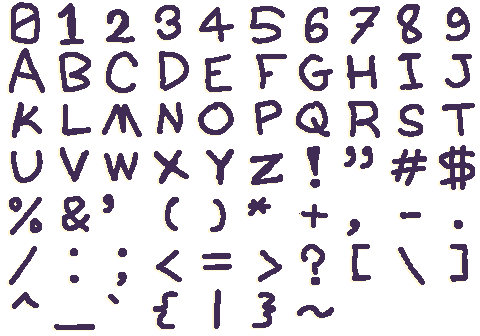 0 1 2 3 4 5 6 7 8 9
A B C D E F G H I J
K L M N O P Q R S T
U V W X Y Z ! " # $
% & ' ( ) * + , - .
/ : ; < = > ? [ \ ]
^ _ ` { | } ~